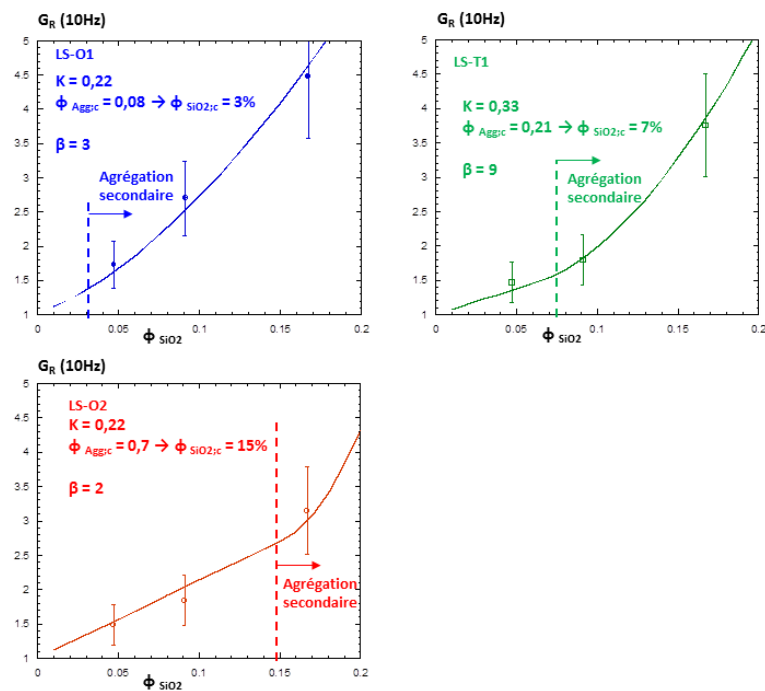 G_R (10Hz)
5
4.5
4
3.5
3
2.5
2
1.5
1
LS-O1
K = 0,22
ϕ Agg;c = 0,08 → ϕ SiO2;c = 3%
β = 3
Agrégation
secondaire
0 0.05 0.1 0.15 0.2
ϕ SiO2
G_R (10Hz)
5
4.5
4
3.5
3
2.5
2
1.5
1
LS-T1
K = 0,33
ϕ Agg;c = 0,21 → ϕ SiO2;c = 7%
β = 9
Agrégation
secondaire
0 0.05 0.1 0.15 0.2
ϕ SiO2
G_R (10Hz)
5
4.5
4
3.5
3
2.5
2
1.5
1
LS-O2
K = 0,22
ϕ Agg;c = 0,7 → ϕ SiO2;c = 15%
β = 2
Agrégation
secondaire
0 0.05 0.1 0.15 0.2
ϕ SiO2